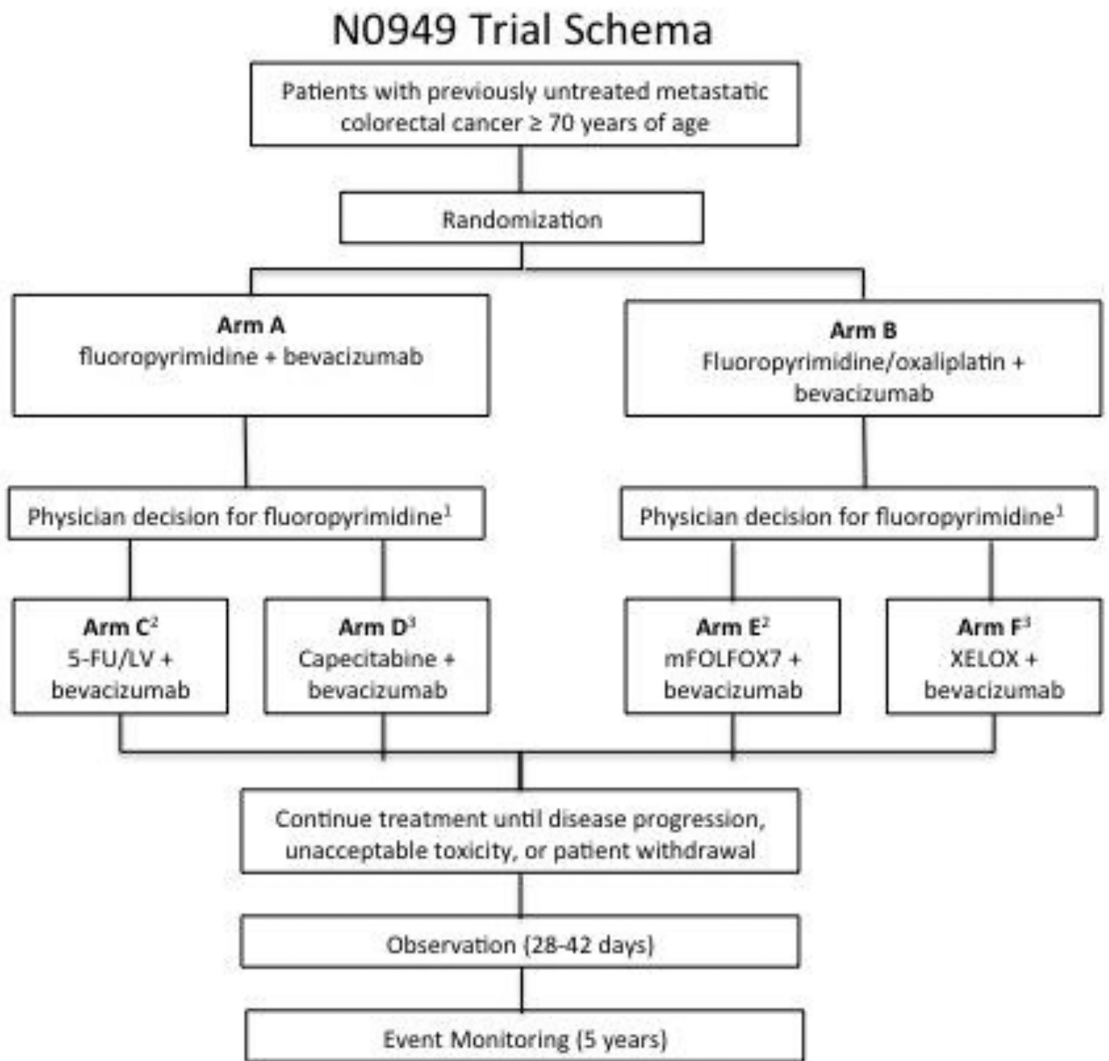 N0949 Trial Schema
Patients with previously untreated metastatic
colorectal cancer ≥ 70 years of age
Randomization
Arm A
fluoropyrimidine + bevacizumab
Arm B
Fluoropyrimidine/oxaliplatin +
bevacizumab
Physician decision for fluoropyrimidine¹
Physician decision for fluoropyrimidine¹
Arm C²
5-FU/LV +
bevacizumab
Arm D³
Capecitabine +
bevacizumab
Arm E²
mFOLFOX7 +
bevacizumab
Arm F³
XELOX +
bevacizumab
Continue treatment until disease progression,
unacceptable toxicity, or patient withdrawal
Observation (28-42 days)
Event Monitoring (5 years)